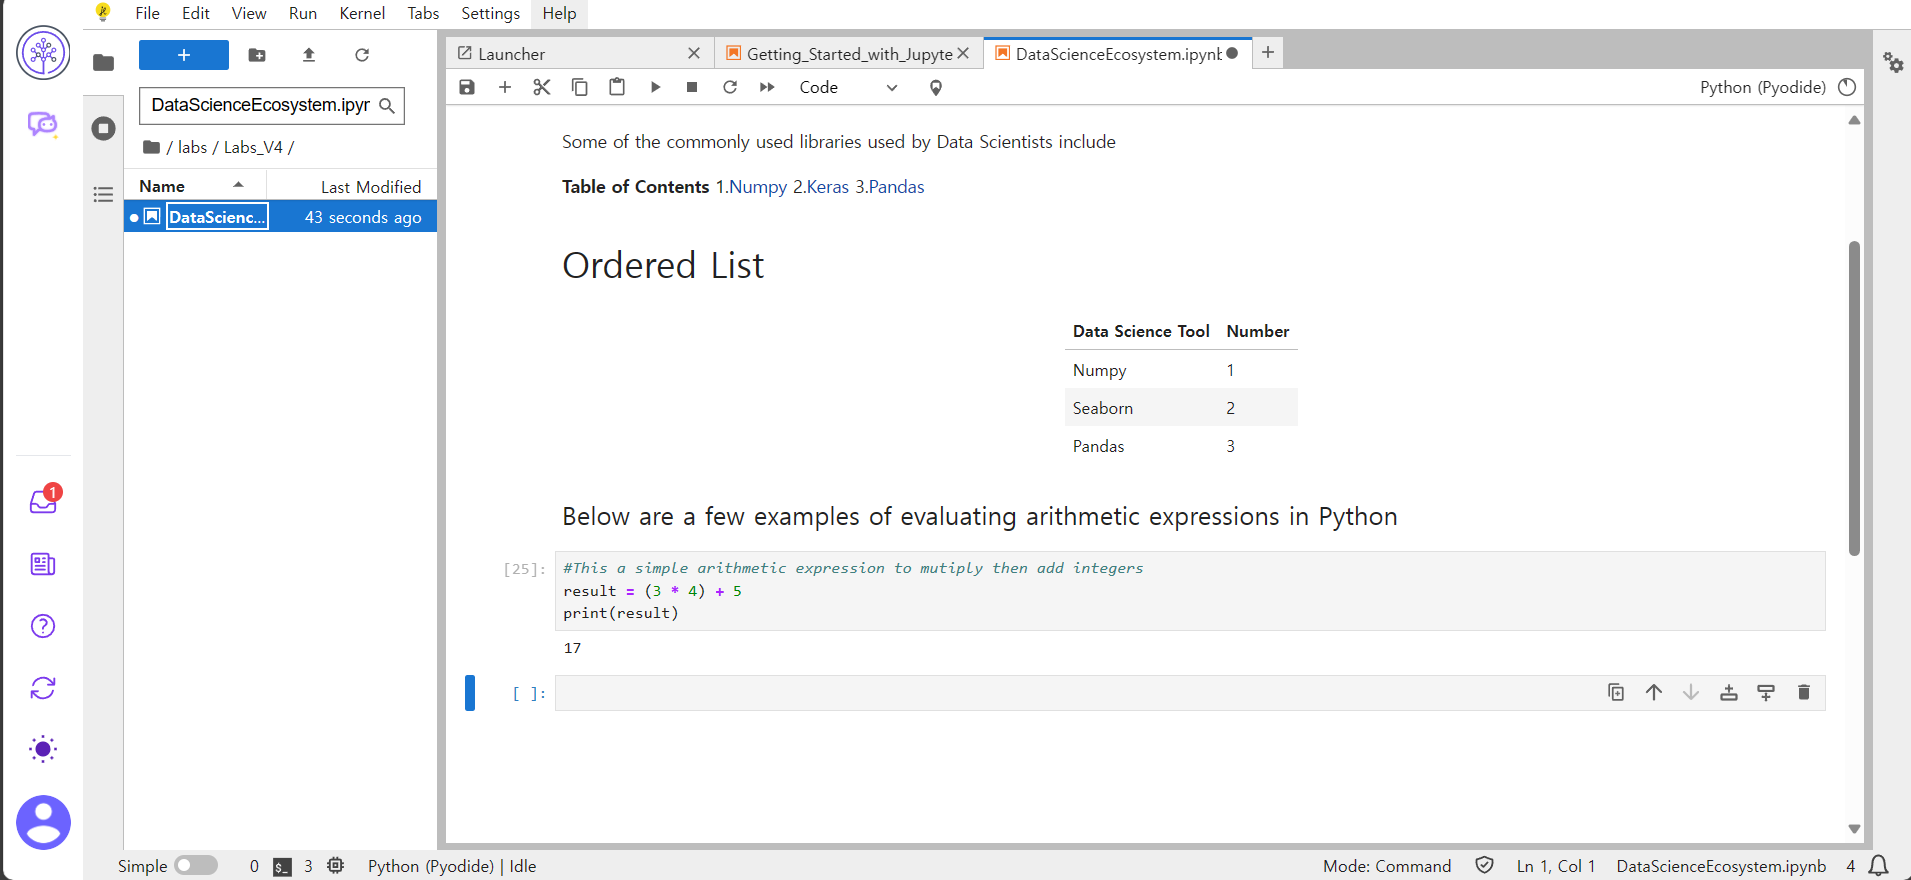 File Edit View Run Kernel Tabs Settings Help
+
DataScienceEcosystem.ipyr
/ labs / Labs_V4 /
Name Last Modified
DataScienc... 43 seconds ago
1
Launcher Getting_Started_with_Jupyte DataScienceEcosystem.ipynb +
Code Python (Pyodide)
Some of the commonly used libraries used by Data Scientists include
Table of Contents 1.Numpy 2.Keras 3.Pandas
Ordered List
Data Science Tool Number
Numpy 1
Seaborn 2
Pandas 3
Below are a few examples of evaluating arithmetic expressions in Python
[25]: #This a simple arithmetic expression to mutiply then add integers
result = (3 * 4) + 5
print(result)
17
[ ]:
Simple 0 $_ 3 Python (Pyodide) | Idle Mode: Command Ln 1, Col 1 DataScienceEcosystem.ipynb 4